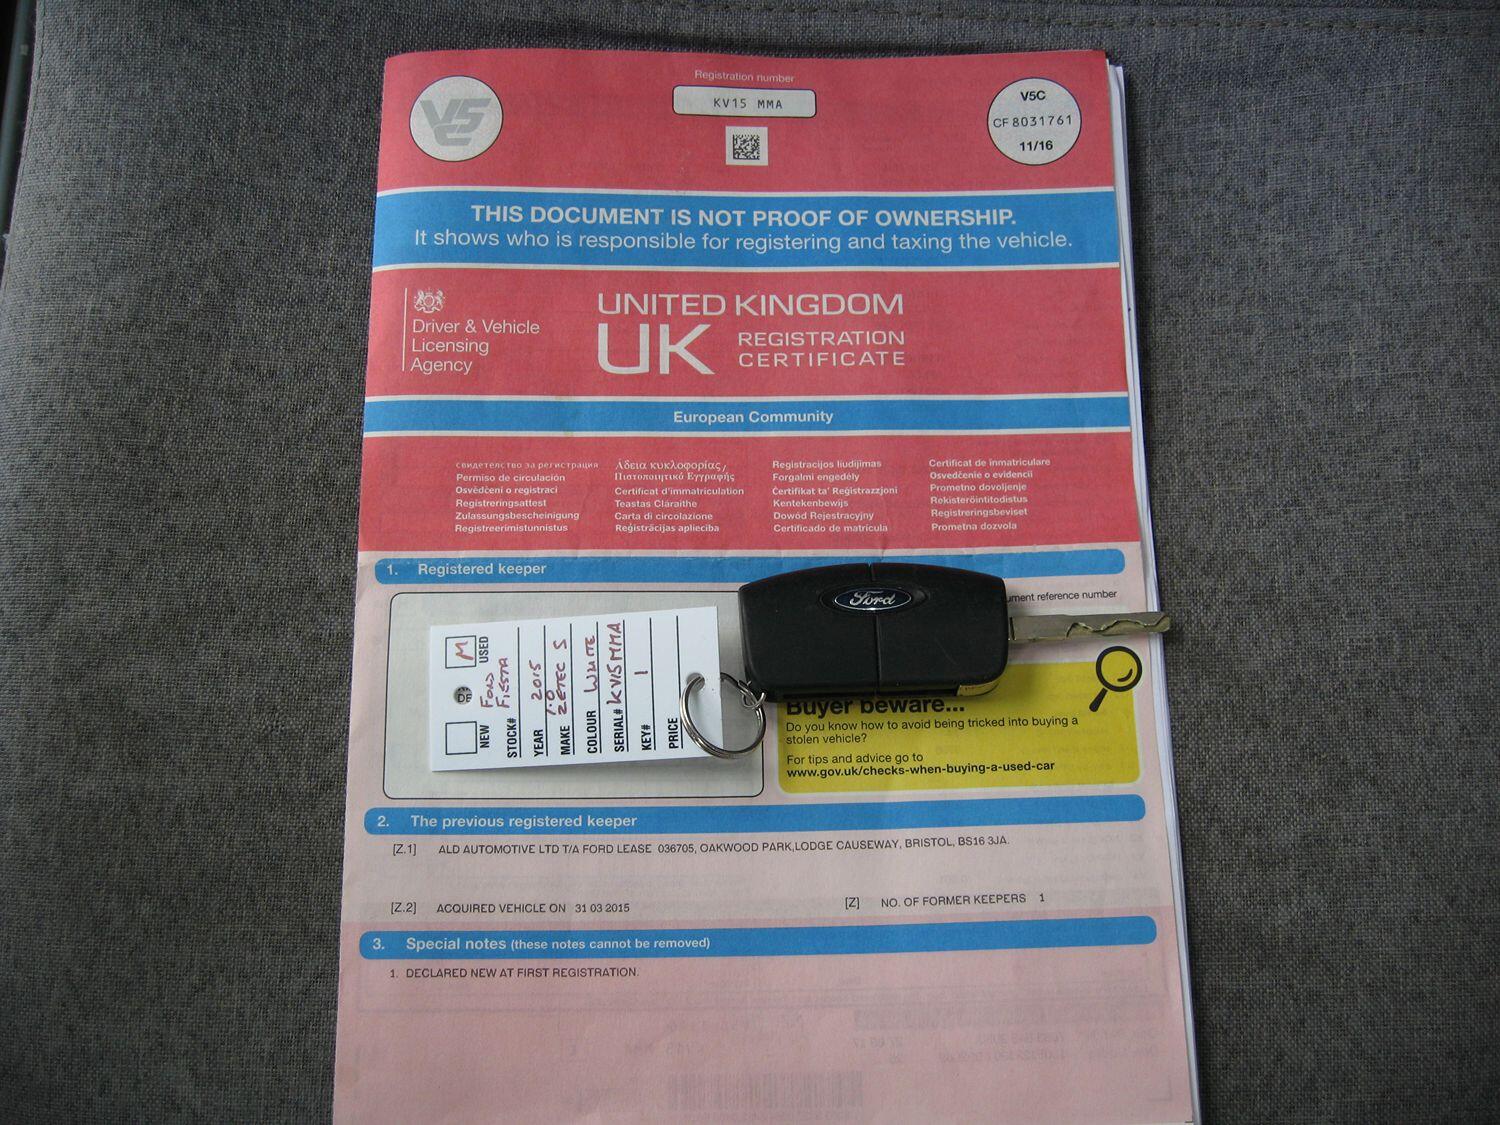 Registration number
KV15 MMA
V5C
V5C
CF 8031761
11/16
THIS DOCUMENT IS NOT PROOF OF OWNERSHIP.
It shows who is responsible for registering and taxing the vehicle.
Driver & Vehicle
Licensing
Agency
UNITED KINGDOM
UK REGISTRATION
CERTIFICATE
European Community
Свидетелство за регистрация
Permiso de circulación
Osvědčení o registraci
Registreringsattest
Zulassungsbescheinigung
Registreerimistunnistus
Άδεια κυκλοφορίας /
Πιστοποιητικό Εγγραφής
Certificat d'immatriculation
Teastas Cláraithe
Carta di circolazione
Reģistrācijas apliecība
Registracijos liudijimas
Forgalmi engedély
Ċertifikat ta' Reġistrazzjoni
Kentekenbewijs
Dowód Rejestracyjny
Certificado de matrícula
Certificat de înmatriculare
Osvedčenie o evidencii
Prometno dovoljenje
Rekisteröintitodistus
Registreringsbeviset
Prometna dozvola
1. Registered keeper
ument reference number
Ford
NEW
USED
M
Ford
Fiesta
STOCK#
YEAR 2015
1.0
MAKE ZETEC S
COLOUR WHITE
SERIAL# KV15MMA
KEY# 1
PRICE
Buyer beware...
Do you know how to avoid being tricked into buying a
stolen vehicle?
For tips and advice go to
www.gov.uk/checks-when-buying-a-used-car
2. The previous registered keeper
[Z.1] ALD AUTOMOTIVE LTD T/A FORD LEASE 036705, OAKWOOD PARK,LODGE CAUSEWAY, BRISTOL, BS16 3JA.
[Z.2] ACQUIRED VEHICLE ON 31 03 2015
[Z] NO. OF FORMER KEEPERS 1
3. Special notes (these notes cannot be removed)
1. DECLARED NEW AT FIRST REGISTRATION.